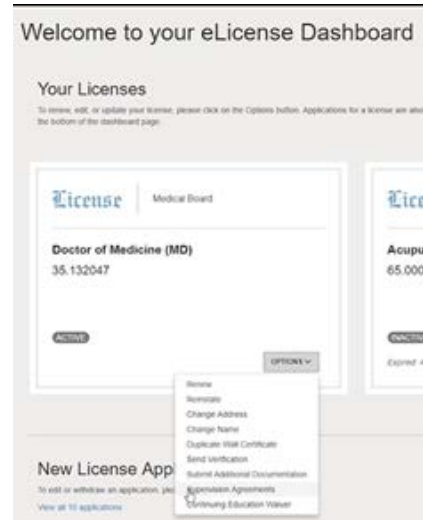 Welcome to your eLicense Dashboard
Your Licenses
To renew, edit, or update your license, please click on the Options button. Applications for a license are also
the bottom of the dashboard page.
License
Medical Board
Lice
Doctor of Medicine (MD)
35.132047
Acupu
65.000
ACTIVE
INACTIV
OPTIONS
Expired
Renew
Reinstate
Change Address
Change Name
Duplicate Wall Certificate
Send Verification
Submit Additional Documentation
Supervision Agreements
Continuing Education Waiver
New License App
To edit or withdraw an application, plea
View all 10 applications